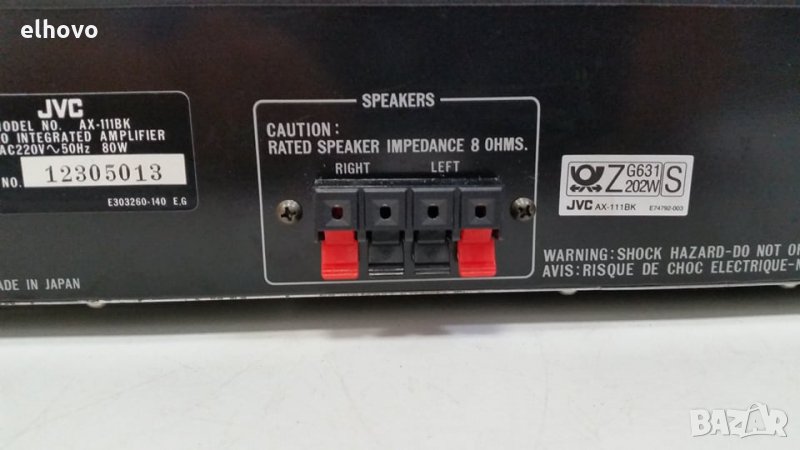 elhovo
JVC
MODEL NO. AX-111BK
O INTEGRATED AMPLIFIER
AC220V~50Hz 80W
NO. 12305013
E303260-140 E.G
MADE IN JAPAN
SPEAKERS
CAUTION:
RATED SPEAKER IMPEDANCE 8 OHMS.
RIGHT LEFT
Z G631 202W S
JVC AX-111BK E74792-003
WARNING: SHOCK HAZARD-DO NOT
AVIS: RISQUE DE CHOC ELECTRIQUE-
BAZAR